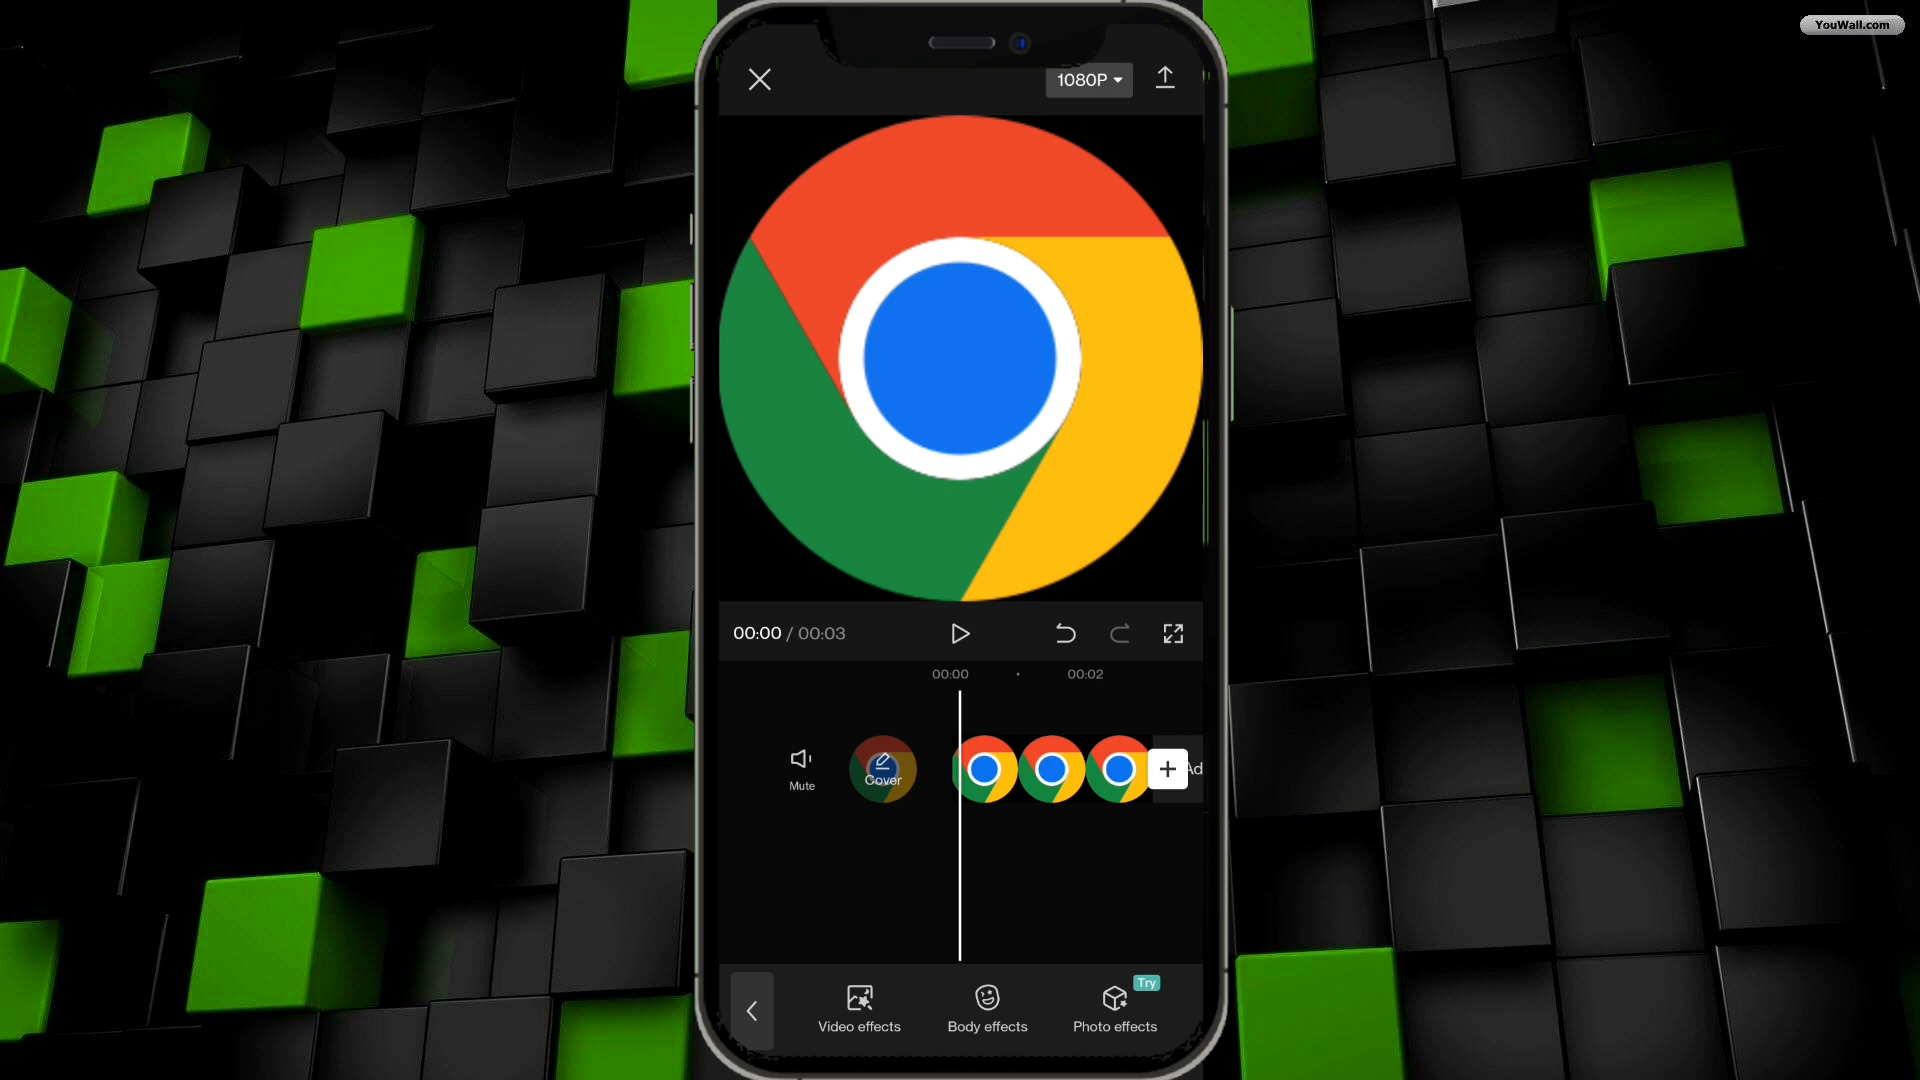 YouWall.com
1080P
00:00 / 00:03
00:00 00:02
Mute
Cover
Ad
Try
Video effects
Body effects
Photo effects